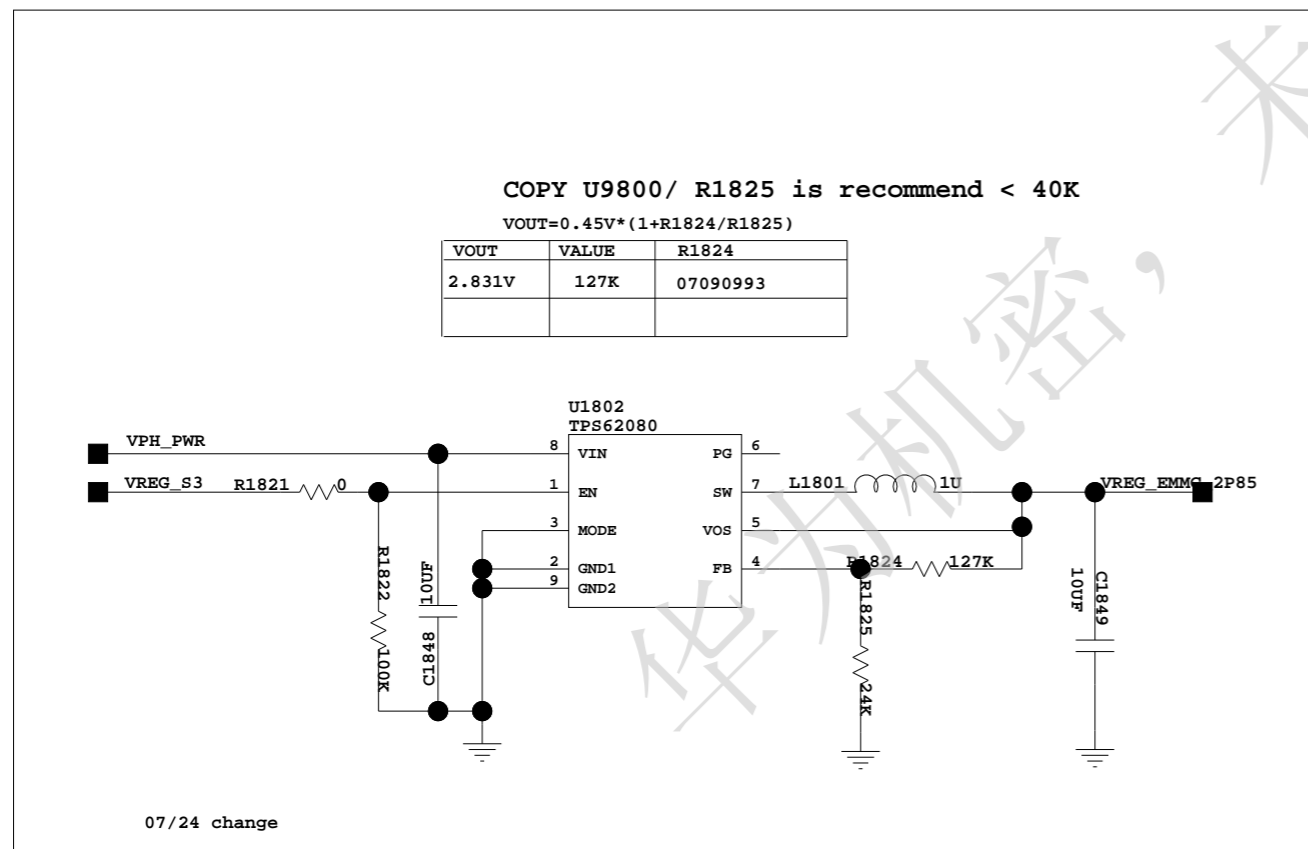 COPY U9800/ R1825 is recommend < 40K
VOUT=0.45V*(1+R1824/R1825)
VOUT VALUE R1824
2.831V 127K 07090993
U1802
TPS62080
VPH_PWR
8 VIN
PG 6
VREG_S3
R1821 0
1 EN
SW 7
L1801 1U
VREG_EMMC_2P85
3 MODE
VOS 5
2 GND1
FB 4
R1824 127K
9 GND2
R1822
100K
10UF
C1848
R1825
24K
10UF
C1849
07/24 change
华为机密，未